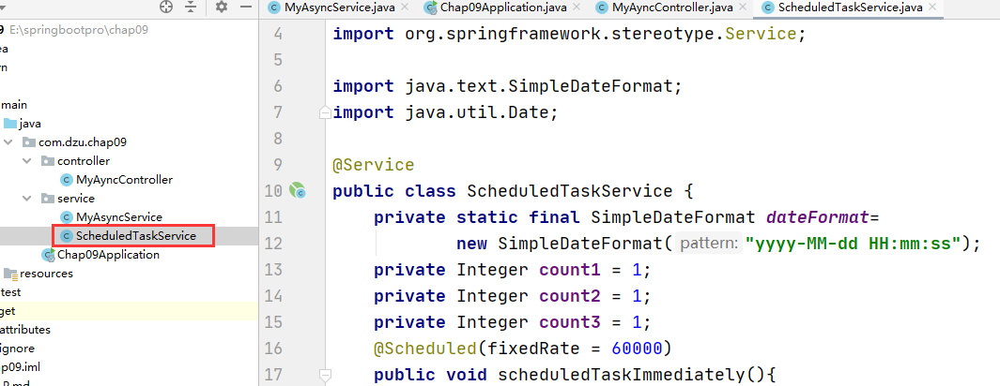 9 E:\springbootpro\chap09
ea
vn
main
java
com.dzu.chap09
controller
MyAyncController
service
MyAsyncService
ScheduledTaskService
Chap09Application
resources
test
get
attributes
ignore
ap09.iml
P.md
MyAsyncService.java
Chap09Application.java
MyAyncController.java
ScheduledTaskService.java
4 import org.springframework.stereotype.Service;
5
6 import java.text.SimpleDateFormat;
7 import java.util.Date;
8
9 @Service
10 public class ScheduledTaskService {
11 private static final SimpleDateFormat dateFormat=
12 new SimpleDateFormat( pattern: "yyyy-MM-dd HH:mm:ss");
13 private Integer count1 = 1;
14 private Integer count2 = 1;
15 private Integer count3 = 1;
16 @Scheduled(fixedRate = 60000)
17 public void scheduledTaskImmediately(){